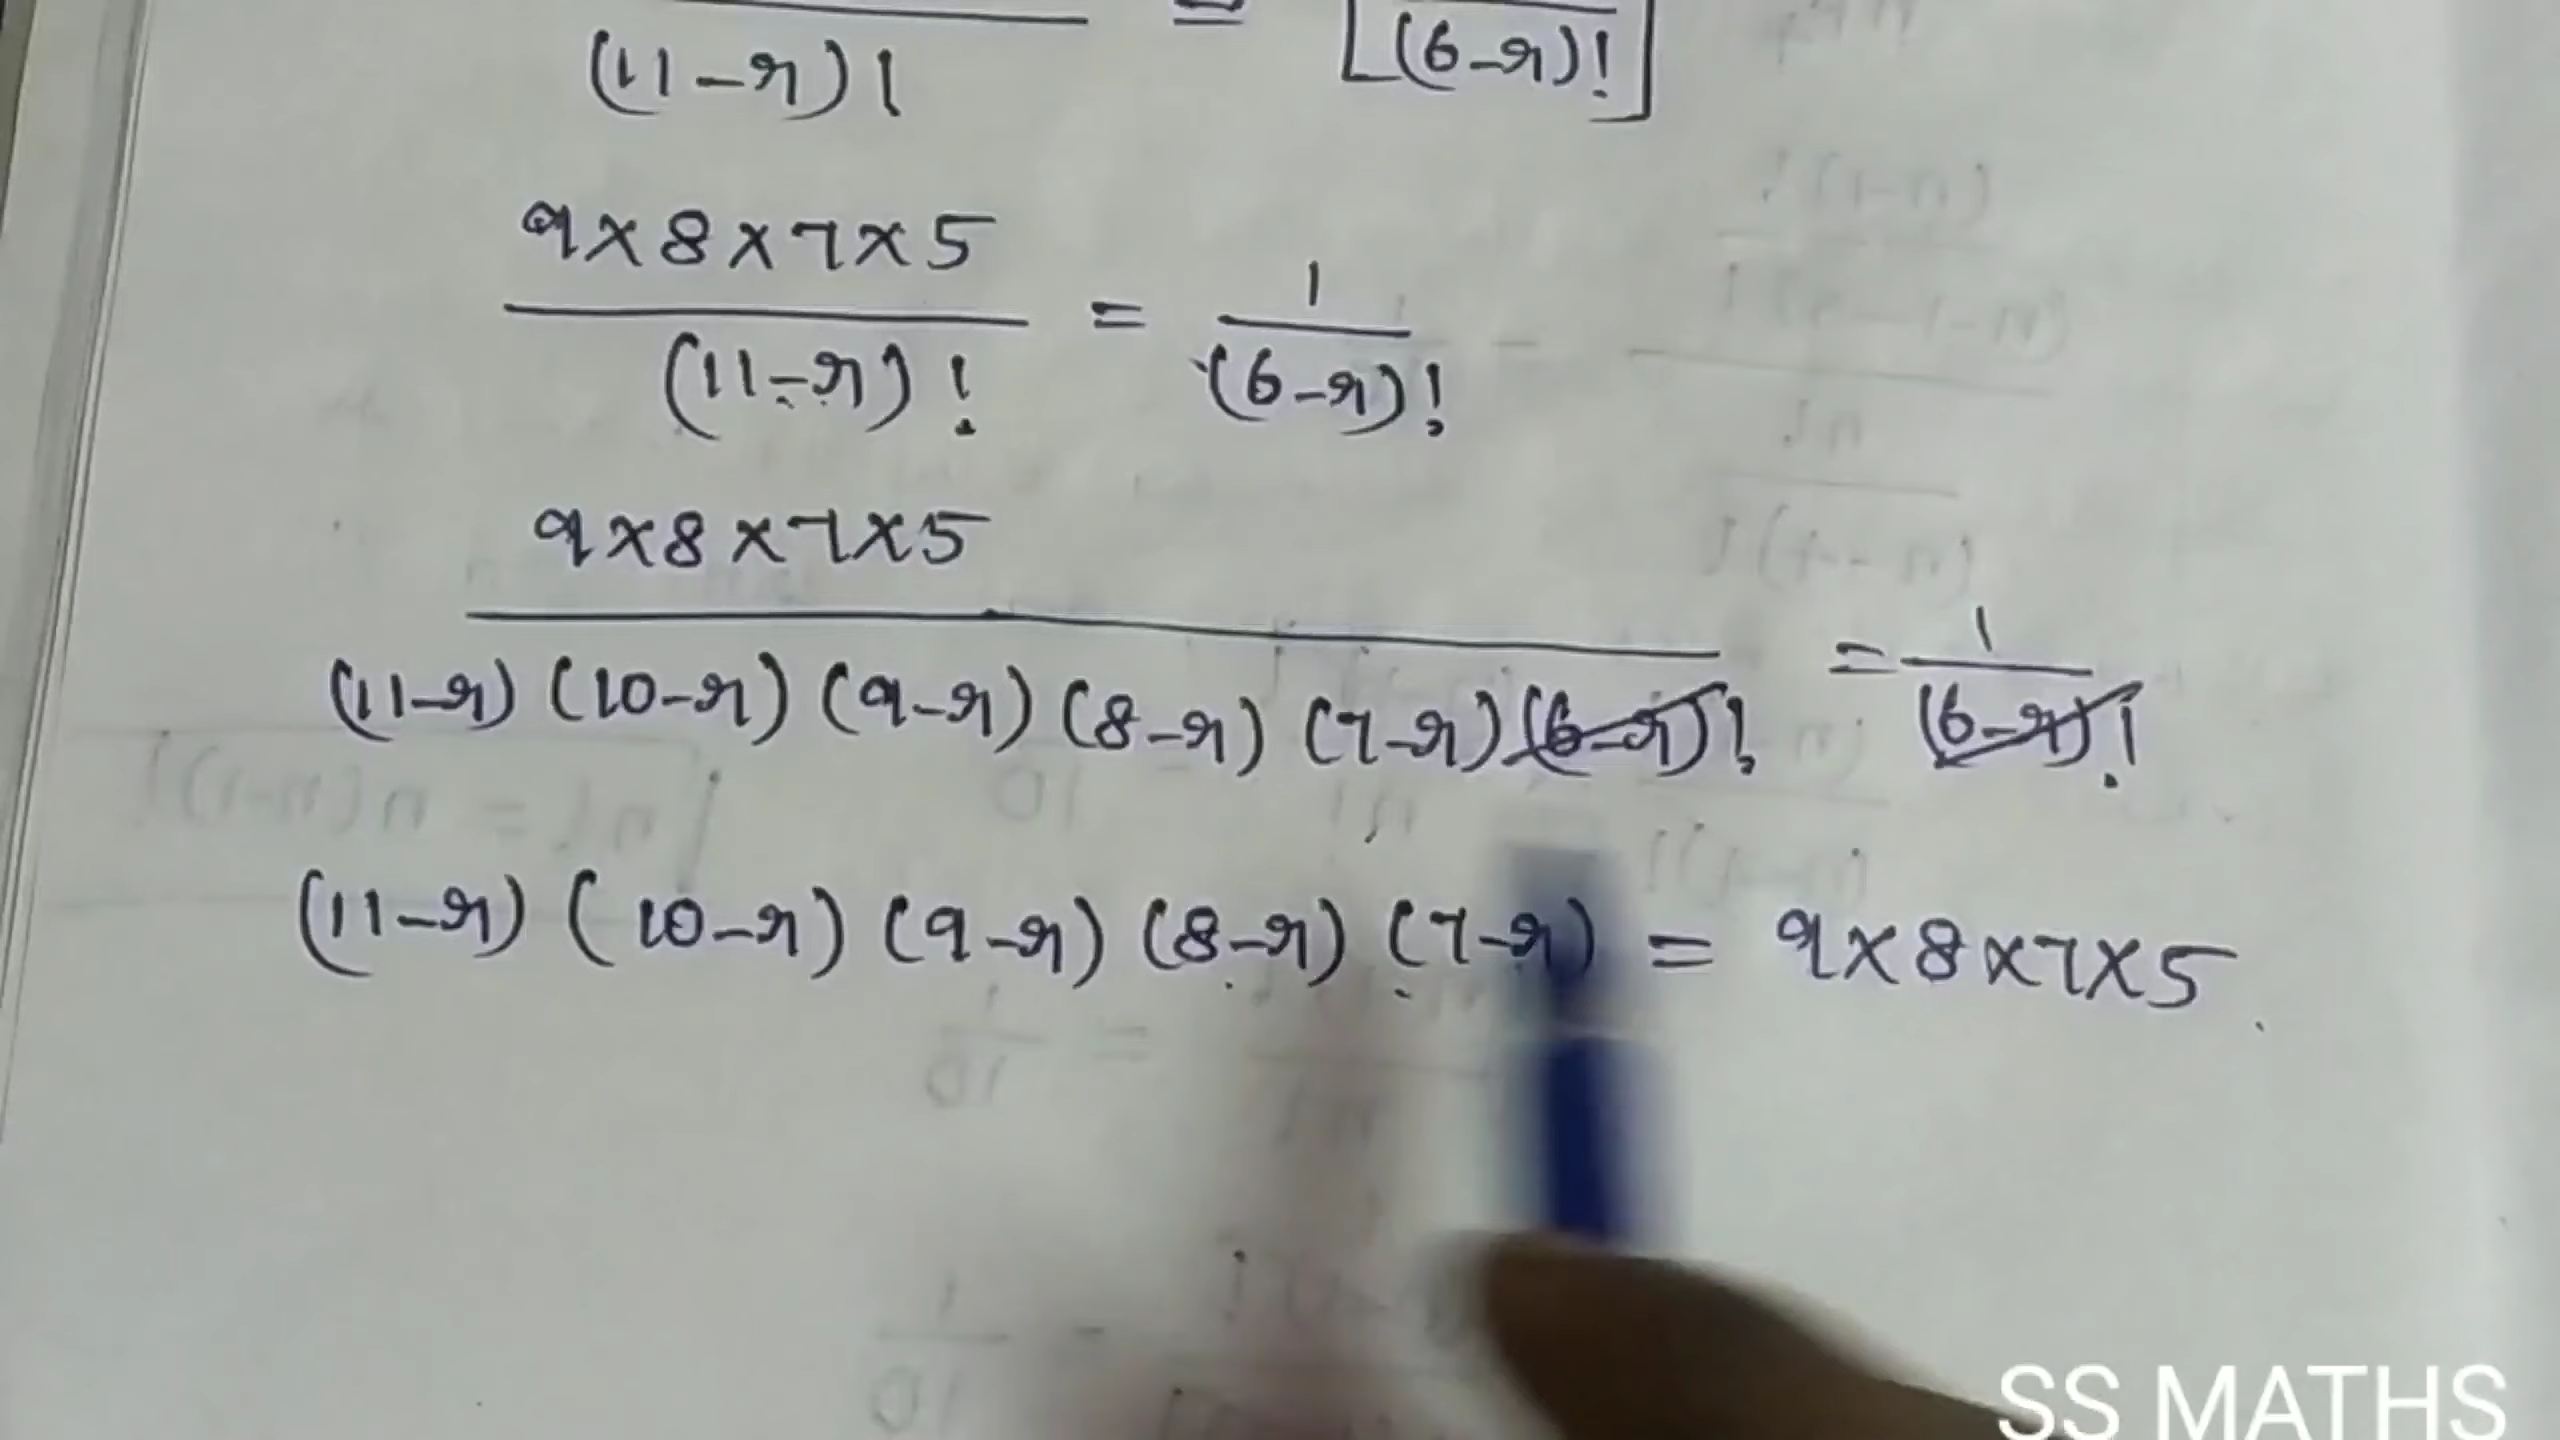 (11-r)! = (6-r)!
9×8×7×5 / (11-r)! = 1 / (6-r)!
9×8×7×5 / (11-r) (10-r) (9-r) (8-r) (7-r) (6-r)! = 1 / (6-r)!
(11-r) (10-r) (9-r) (8-r) (7-r) = 9×8×7×5
SS MATHS